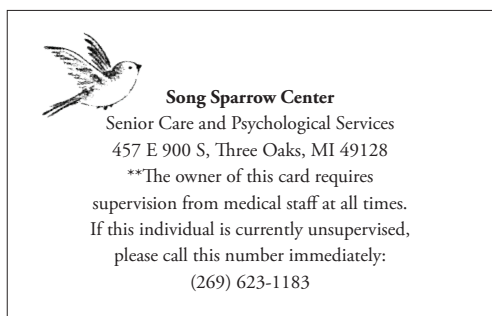 Song Sparrow Center
Senior Care and Psychological Services
457 E 900 S, Three Oaks, MI 49128
**The owner of this card requires
supervision from medical staff at all times.
If this individual is currently unsupervised,
please call this number immediately:
(269) 623-1183